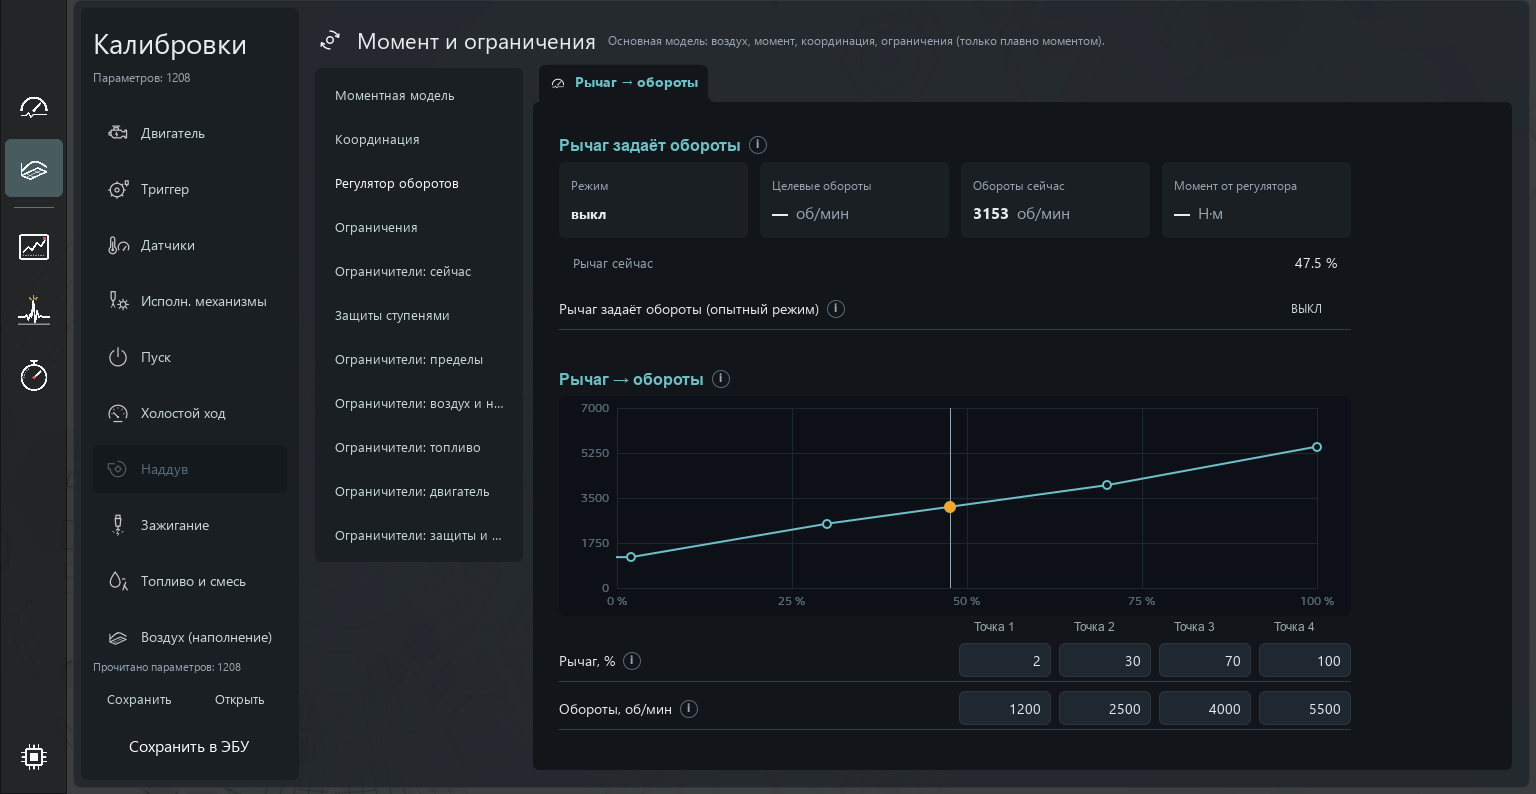 Калибровки
Параметров: 1208
Двигатель
Триггер
Датчики
Исполн. механизмы
Пуск
Холостой ход
Наддув
Зажигание
Топливо и смесь
Воздух (наполнение)
Прочитано параметров: 1208
Сохранить Открыть
Сохранить в ЭБУ
Момент и ограничения Основная модель: воздух, момент, координация, ограничения (только плавно моментом).
Моментная модель
Координация
Регулятор оборотов
Ограничения
Ограничители: сейчас
Защиты ступенями
Ограничители: пределы
Ограничители: воздух и н...
Ограничители: топливо
Ограничители: двигатель
Ограничители: защиты и ...
Рычаг → обороты
Рычаг задаёт обороты i
Режим
выкл
Целевые обороты
— об/мин
Обороты сейчас
3153 об/мин
Момент от регулятора
— Н·м
Рычаг сейчас 47.5 %
Рычаг задаёт обороты (опытный режим) i ВЫКЛ
Рычаг → обороты i
7000
5250
3500
1750
0
0 % 25 % 50 % 75 % 100 %
Точка 1 Точка 2 Точка 3 Точка 4
Рычаг, % i 2 30 70 100
Обороты, об/мин i 1200 2500 4000 5500